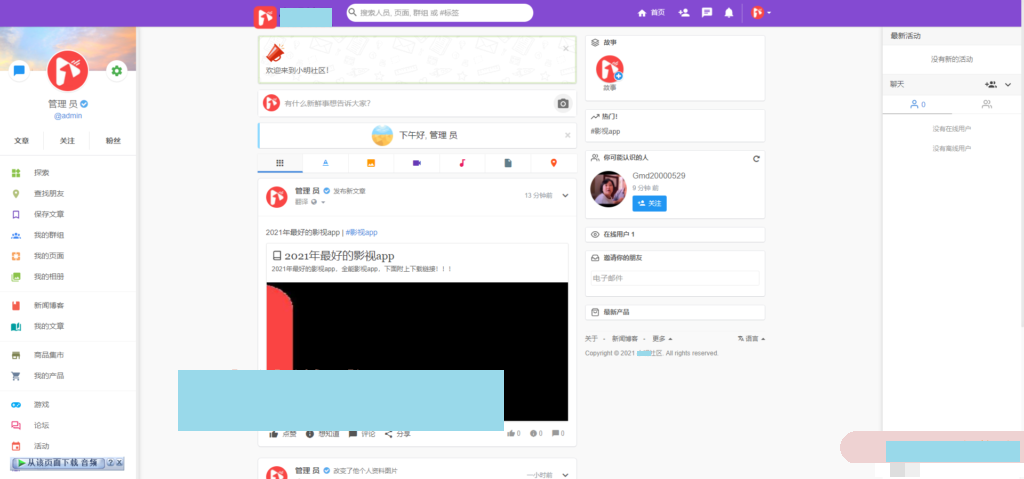 搜索人员, 页面, 群组 或 #标签
首页
管理 员
@admin
文章
关注
粉丝
探索
查找朋友
保存文章
我的群组
我的页面
我的相册
新闻博客
我的文章
商品集市
我的产品
游戏
论坛
活动
从该页面下载 音频
欢迎来到小明社区!
有什么新鲜事想告诉大家?
下午好, 管理 员
管理 员 发布新文章
13 分钟前
翻译
2021年最好的影视app | #影视app
2021年最好的影视app
2021年最好的影视app、全能影视app、下面附上下载链接!!!
点赞
想知道
评论
分享
0
0
0
管理 员 改变了他个人资料图片
一小时前
故事
故事
热门!
#影视app
你可能认识的人
Gmd20000529
9 分钟 前
关注
在线用户 1
邀请你的朋友
电子邮件
最新产品
关于 - 新闻博客 - 更多
语言
Copyright © 2021 社区. All rights reserved.
最新活动
没有新的活动
聊天
0
没有在线用户
没有离线用户